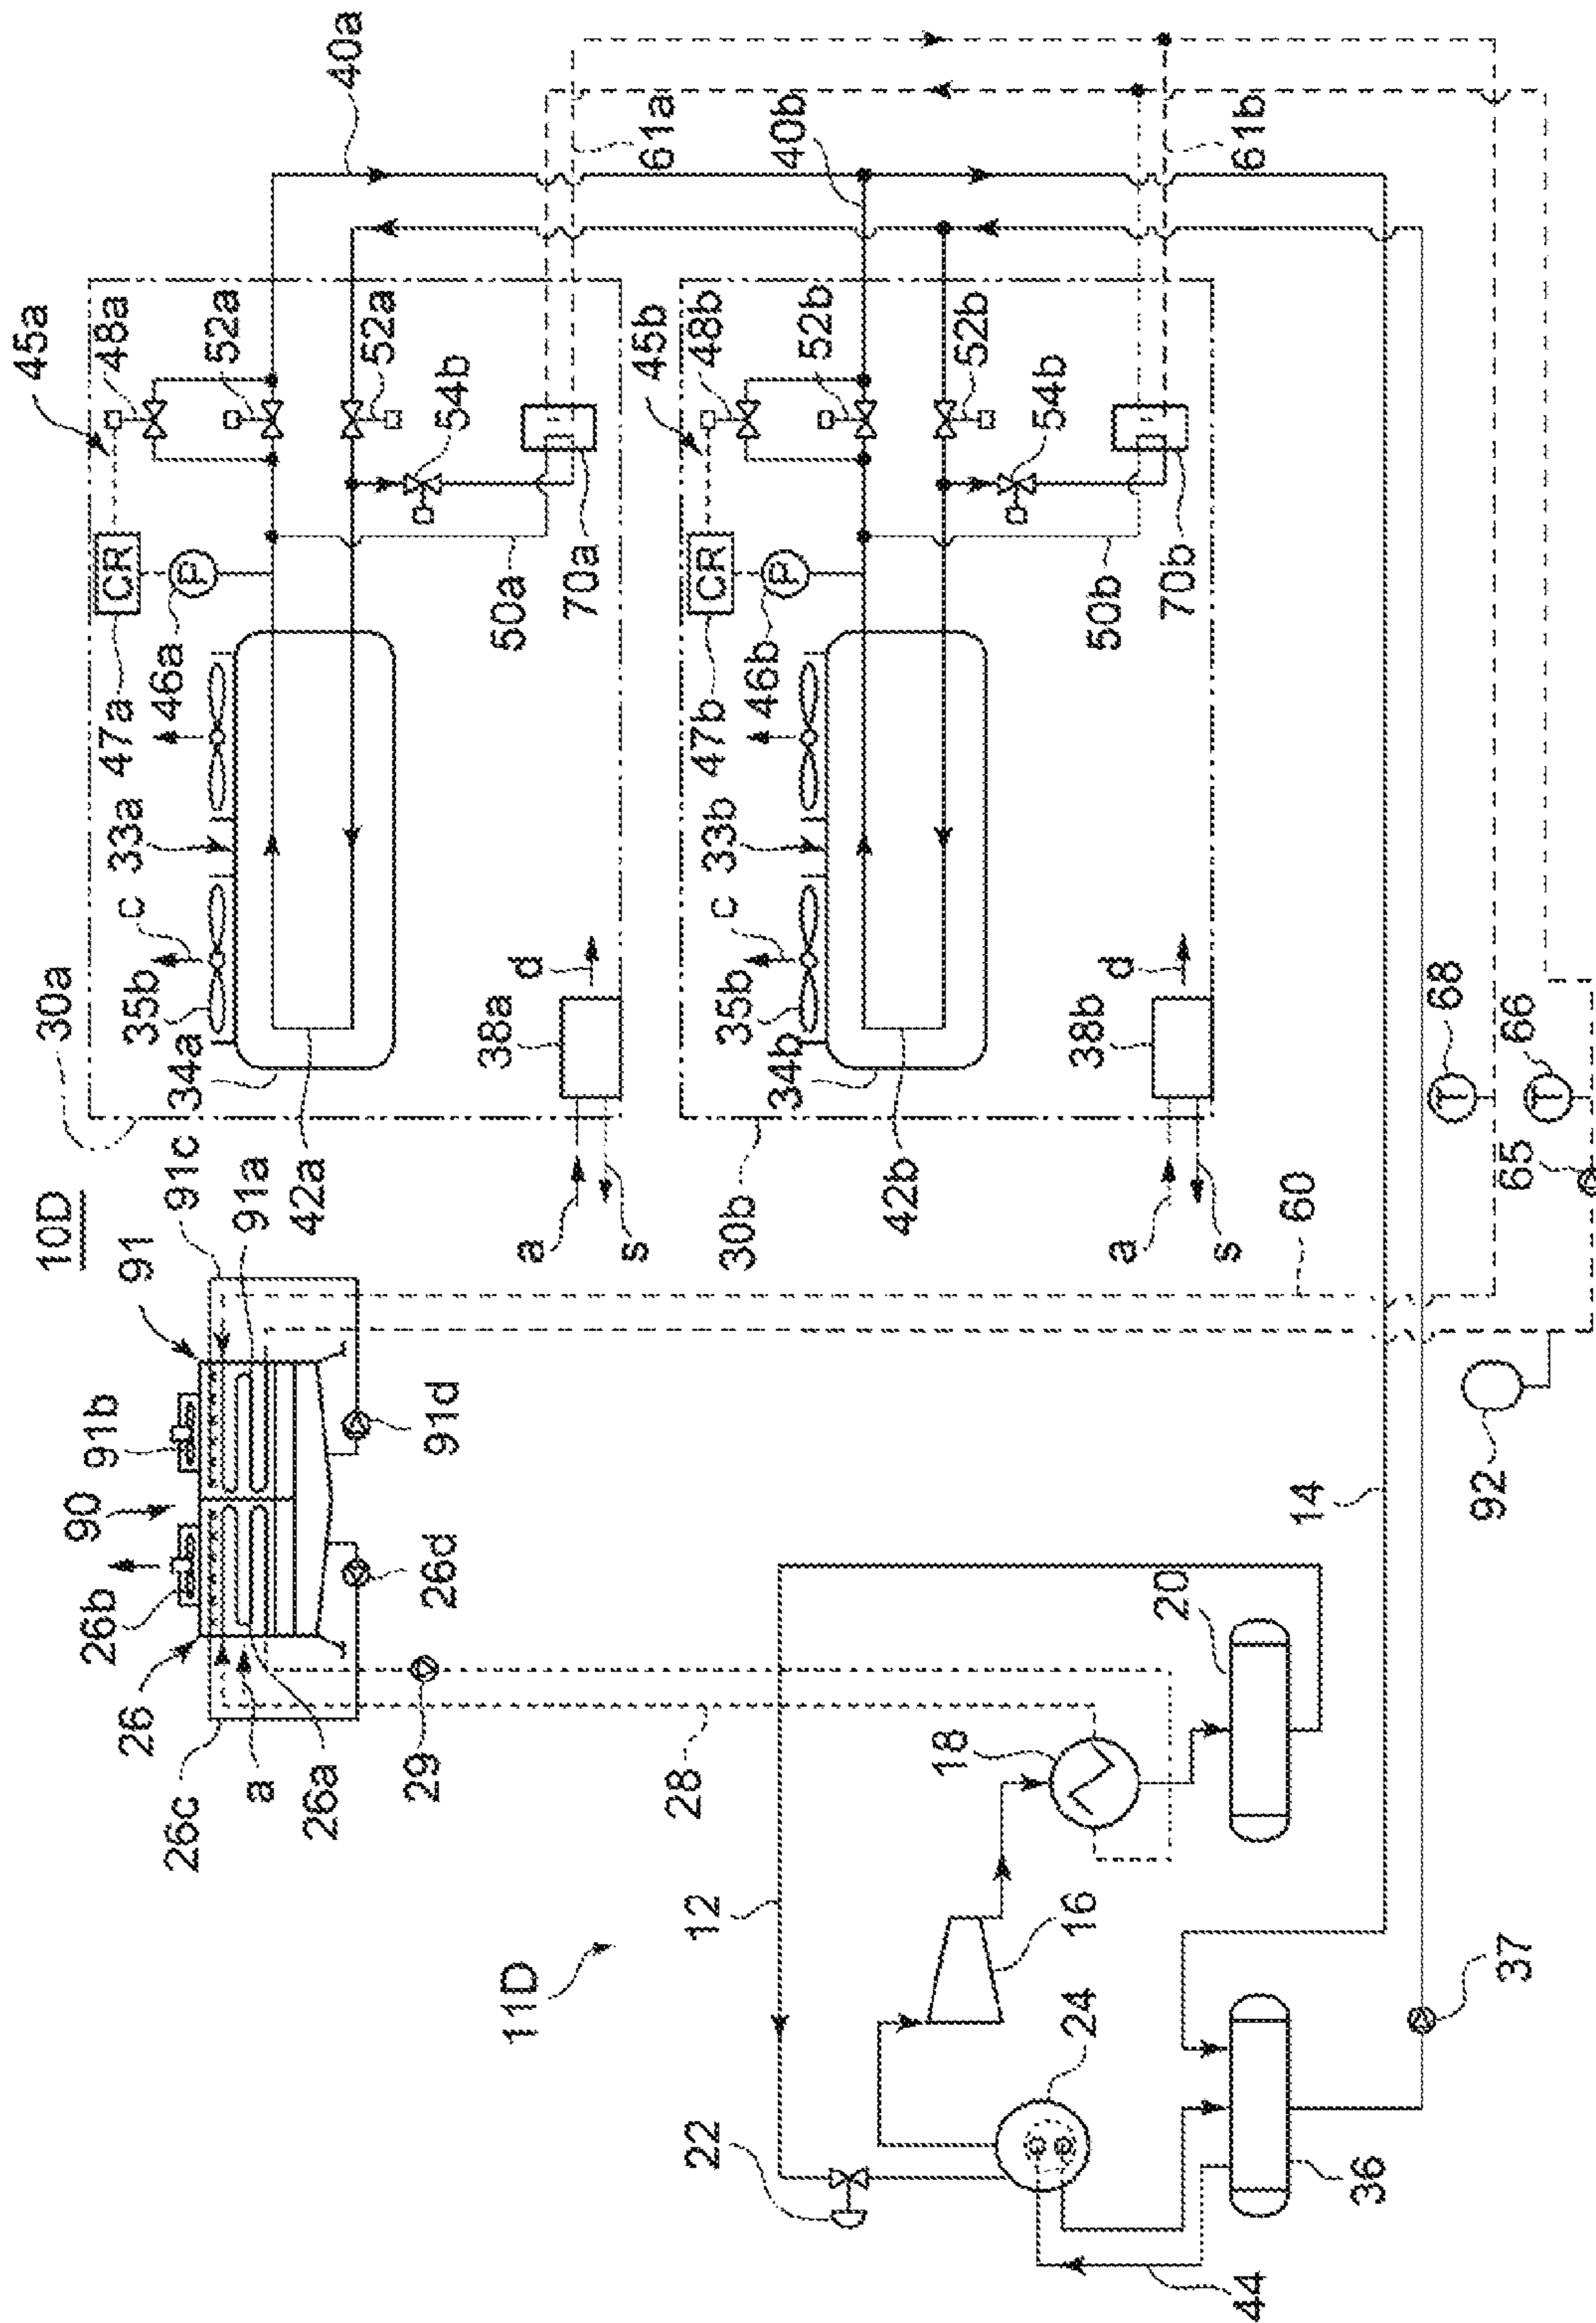 10D
30a
45a
48a
52a
40a
47a
CR
46a
P
33a
c
35b
34a
42a
52a
54b
61a
50a
70a
38a
d
a
s
30b
45b
48b
52b
40b
47b
CR
46b
P
33b
c
35b
34b
42b
52b
54b
61b
50b
70b
38b
d
a
s
90
91
91b
91c
91a
91d
26
26b
26c
a
26a
26d
29
28
60
68
T
66
T
65
92
14
11D
12
22
24
16
18
20
44
36
37